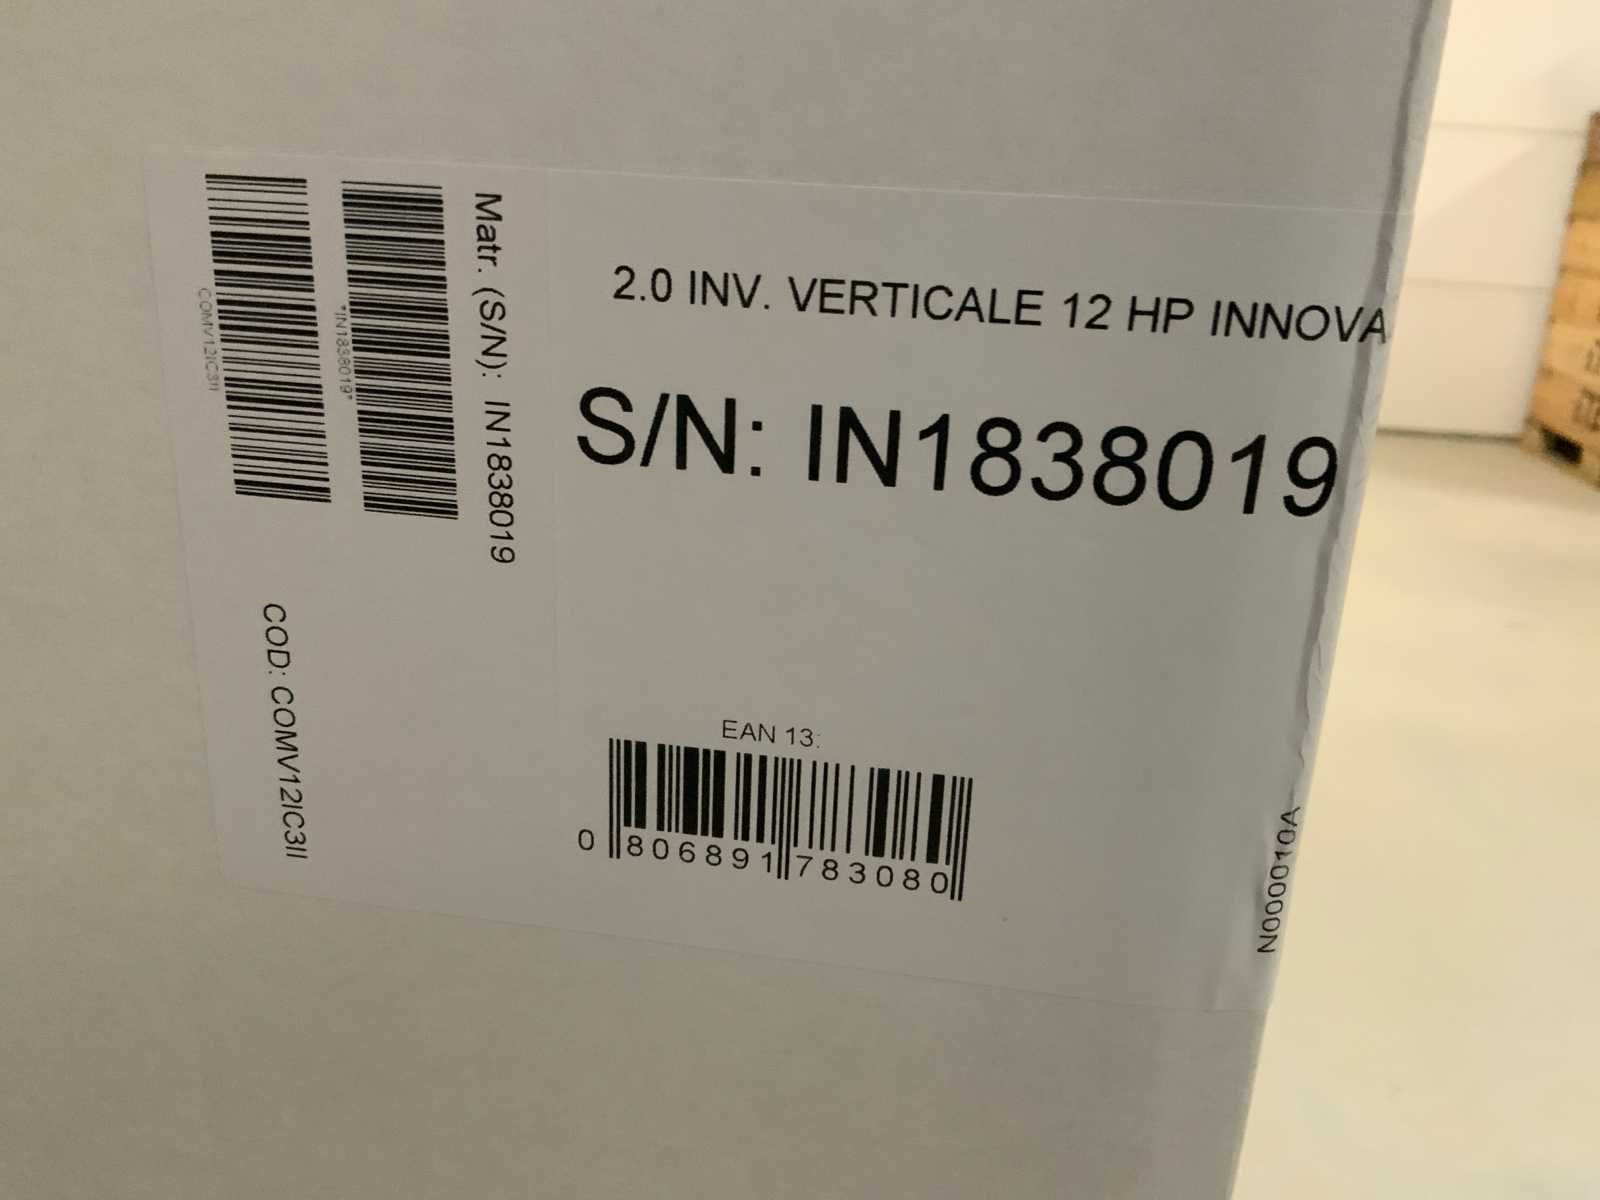 2.0 INV. VERTICALE 12 HP INNOVA
S/N: IN1838019
Matr. (S/N): IN1838019
*IN1838019*
COMV12IC3II
COD: COMV12IC3II
EAN 13:
0 806891 783080
N000010A